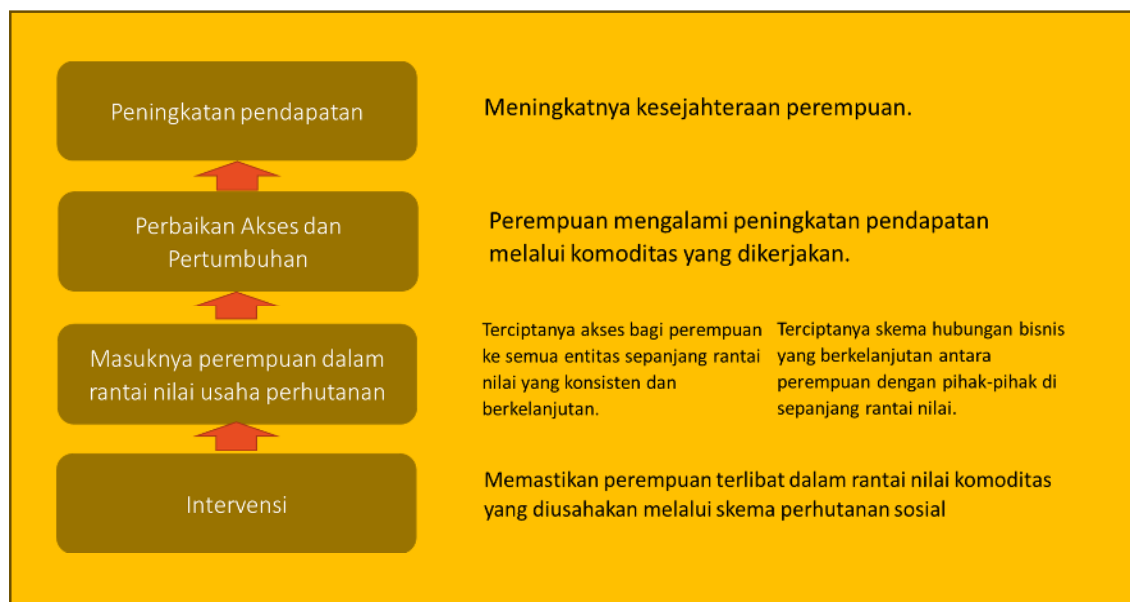 Peningkatan pendapatan
Meningkatnya kesejahteraan perempuan.
Perbaikan Akses dan
Pertumbuhan
Perempuan mengalami peningkatan pendapatan
melalui komoditas yang dikerjakan.
Masuknya perempuan dalam
rantai nilai usaha perhutanan
Terciptanya akses bagi perempuan
ke semua entitas sepanjang rantai
nilai yang konsisten dan
berkelanjutan.
Terciptanya skema hubungan bisnis
yang berkelanjutan antara
perempuan dengan pihak-pihak di
sepanjang rantai nilai.
Intervensi
Memastikan perempuan terlibat dalam rantai nilai komoditas
yang diusahakan melalui skema perhutanan sosial